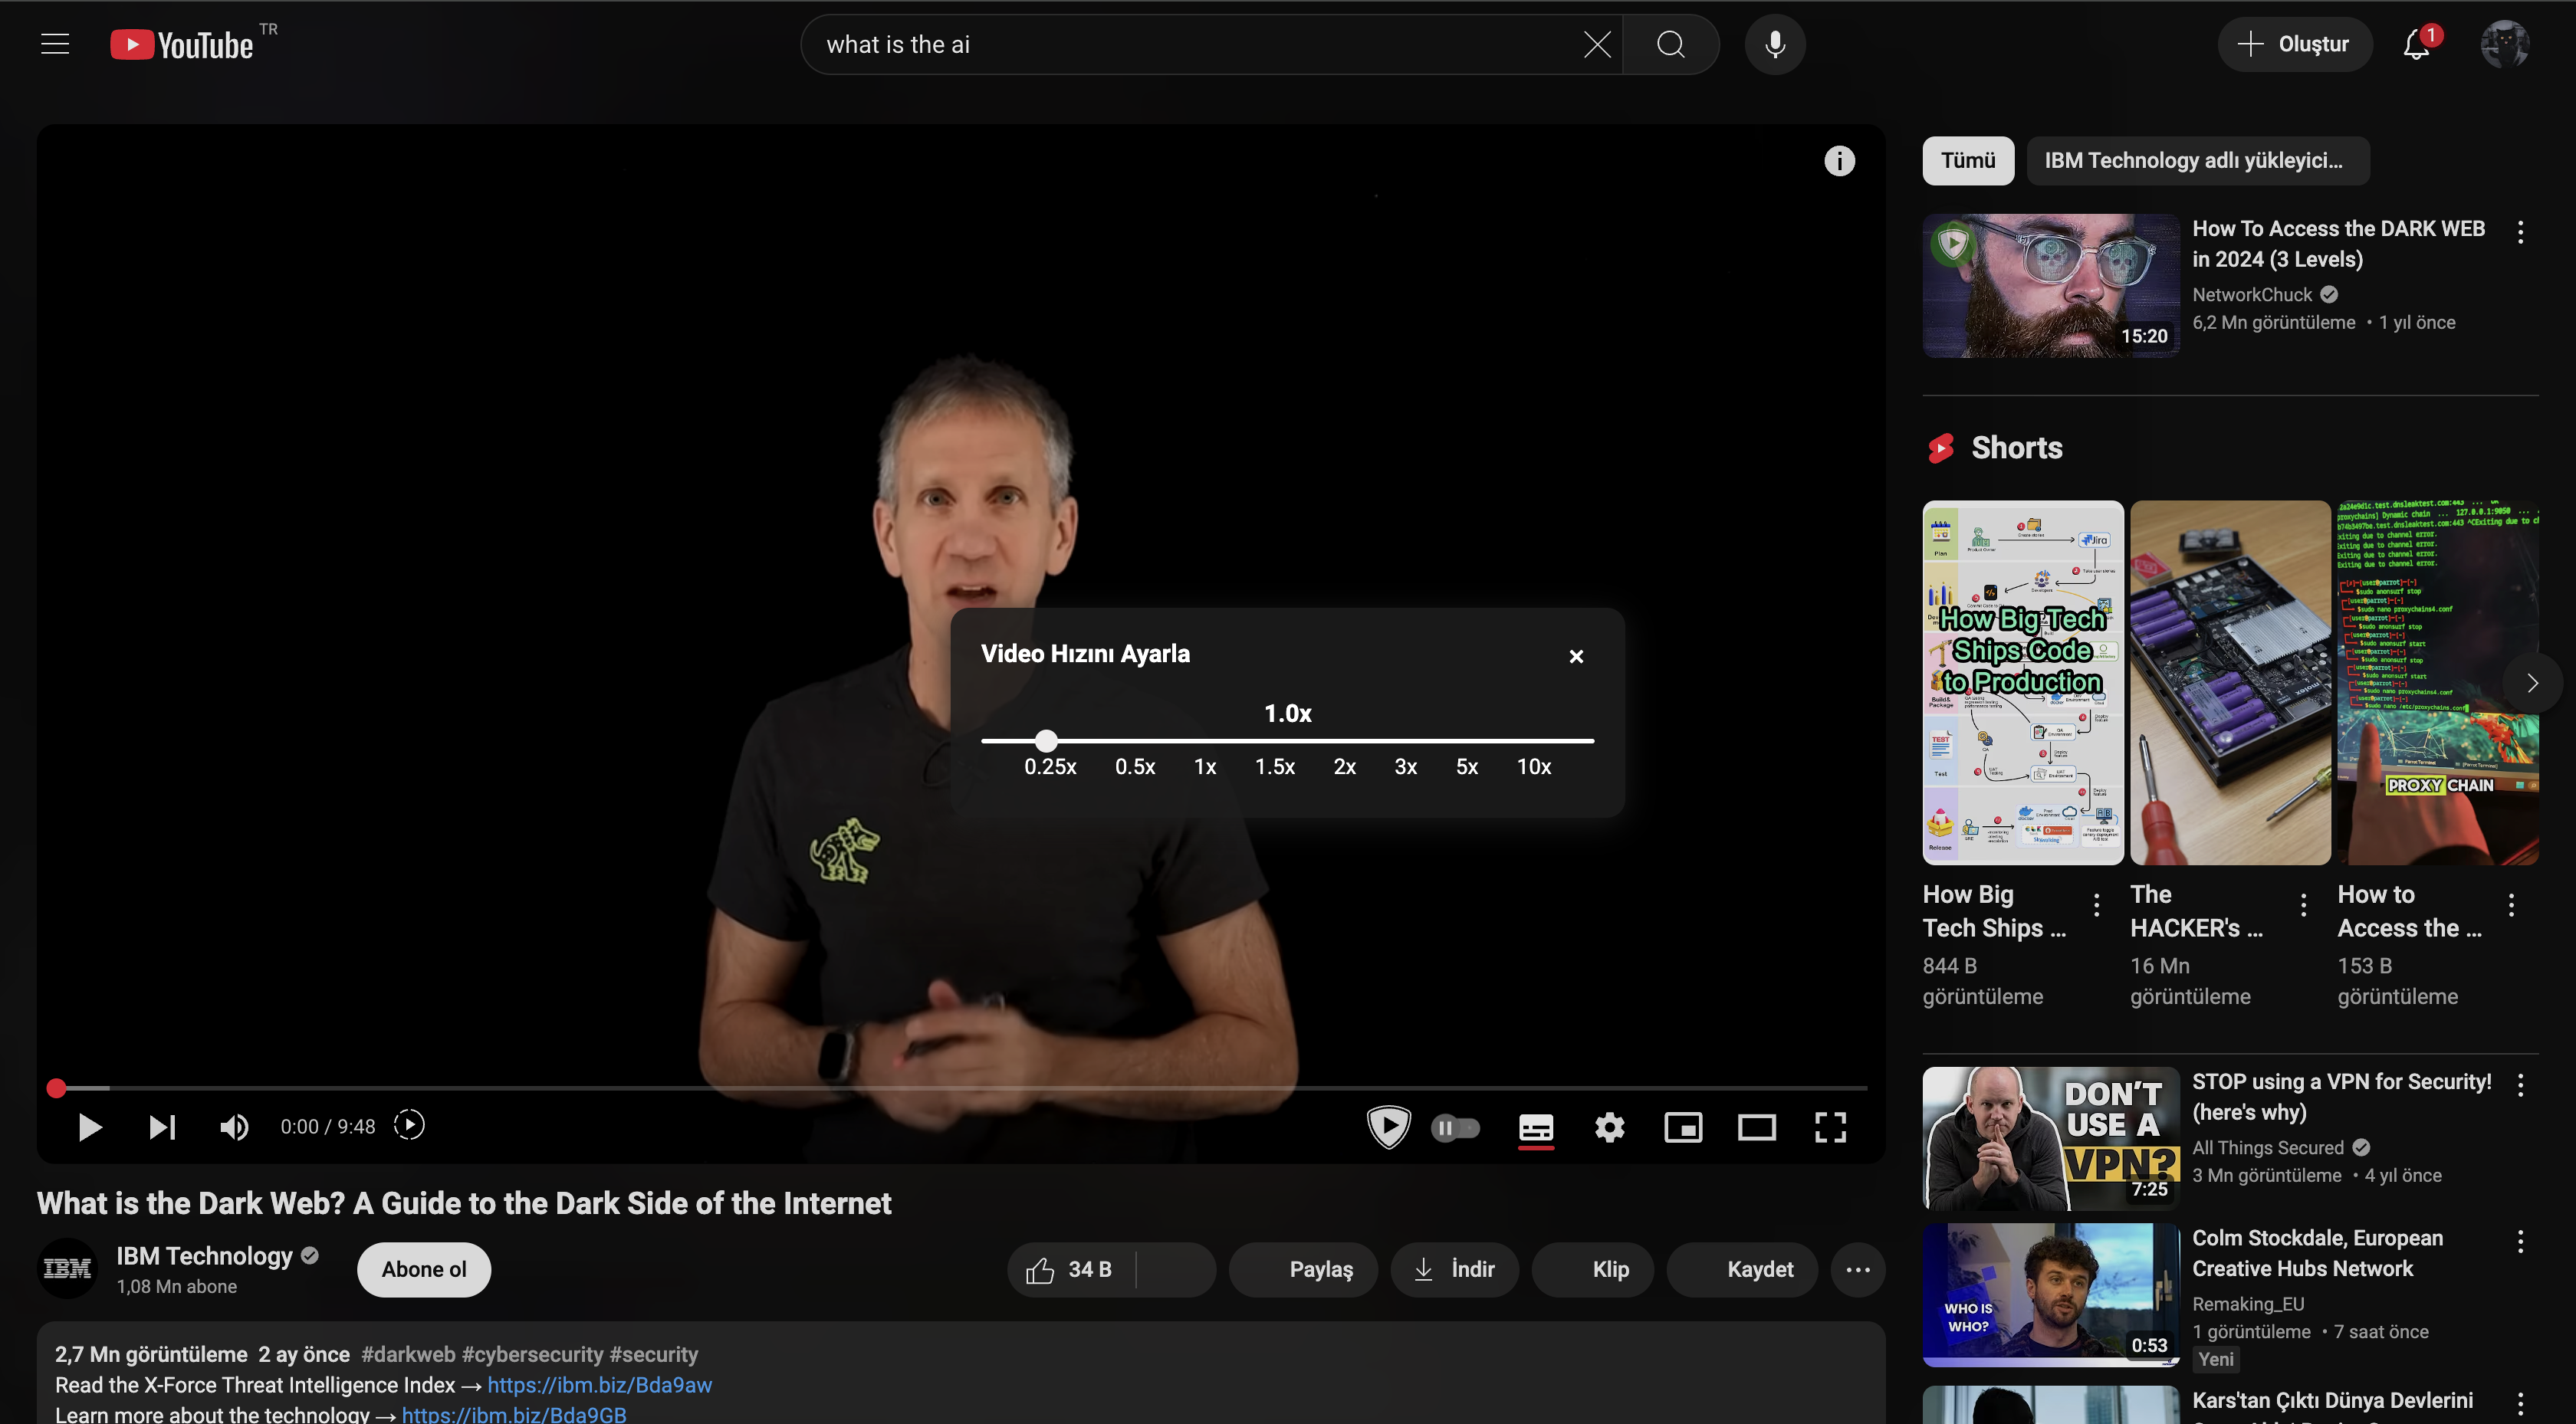 YouTube TR
what is the ai
Oluştur
1
Tümü
IBM Technology adlı yükleyici...
How To Access the DARK WEB
in 2024 (3 Levels)
NetworkChuck
6,2 Mn görüntüleme • 1 yıl önce
15:20
Shorts
How Big Tech
Ships Code
to Production
PROXY CHAIN
How Big
Tech Ships ...
844 B
görüntüleme
The
HACKER's ...
16 Mn
görüntüleme
How to
Access the ...
153 B
görüntüleme
Video Hızını Ayarla
×
1.0x
0.25x 0.5x 1x 1.5x 2x 3x 5x 10x
0:00 / 9:48
What is the Dark Web? A Guide to the Dark Side of the Internet
IBM
IBM Technology
1,08 Mn abone
Abone ol
34 B
Paylaş
İndir
Klip
Kaydet
2,7 Mn görüntüleme 2 ay önce #darkweb #cybersecurity #security
Read the X-Force Threat Intelligence Index → https://ibm.biz/Bda9aw
Learn more about the technology → https://ibm.biz/Bda9GB
DON'T
USE A
VPN?
7:25
STOP using a VPN for Security!
(here's why)
All Things Secured
3 Mn görüntüleme • 4 yıl önce
WHO IS
WHO?
0:53
Colm Stockdale, European
Creative Hubs Network
Remaking_EU
1 görüntüleme • 7 saat önce
Yeni
Kars'tan Çıktı Dünya Devlerini